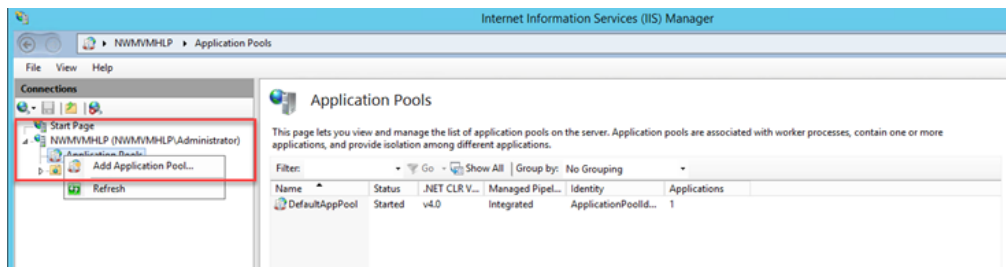 Internet Information Services (IIS) Manager
NWMVMHLP Application Pools
File View Help
Connections
Start Page
NWMVMHLP (NWMVMHLP\Administrator)
Application Pools
Add Application Pool...
Refresh
Application Pools
This page lets you view and manage the list of application pools on the server. Application pools are associated with worker processes, contain one or more
applications, and provide isolation among different applications.
Filter: Go Show All Group by: No Grouping
Name Status .NET CLR V... Managed Pipel... Identity Applications
DefaultAppPool Started v4.0 Integrated ApplicationPoolId... 1